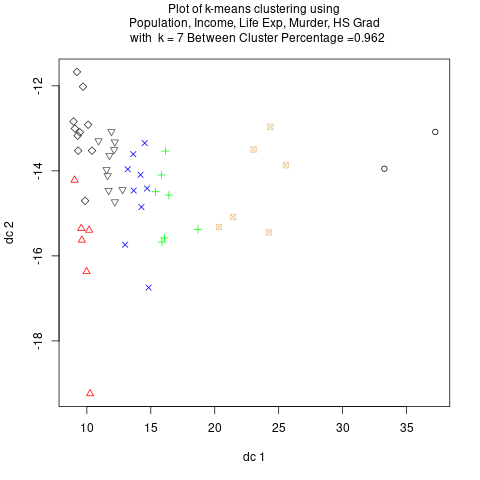 Plot of k-means clustering using
Population, Income, Life Exp, Murder, HS Grad
with k = 7 Between Cluster Percentage =0.962
-12
-14
-16
-18
dc 2
10 15 20 25 30 35
dc 1